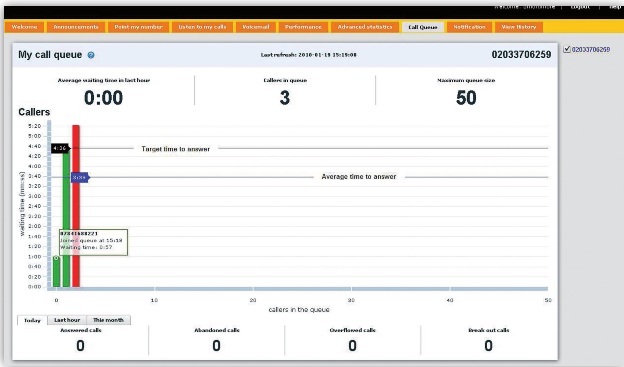 Welcome
Logout
Help
Welcome
Announcements
Point my number
Listen to my calls
Voicemail
Performance
Advanced statistics
Call Queue
Notification
View History
My call queue
Last refresh: 2010-01-15 15:19:06
02033706259
02033706259
Average waiting time in last hour
Callers in queue
Maximum queue size
0:00
3
50
Callers
waiting time (mm:ss)
5:20
5:00
4:40
4:20
4:00
3:40
3:20
3:00
2:40
2:20
2:00
1:40
1:20
1:00
0:40
0:20
0:00
4:36
Target time to answer
Average time to answer
07841680221
Joined queue at 15:18
Waiting time: 0:57
0
10
20
30
40
50
callers in the queue
Today
Last hour
This month
Answered calls
Abandoned calls
Overflowed calls
Break out calls
0
0
0
0